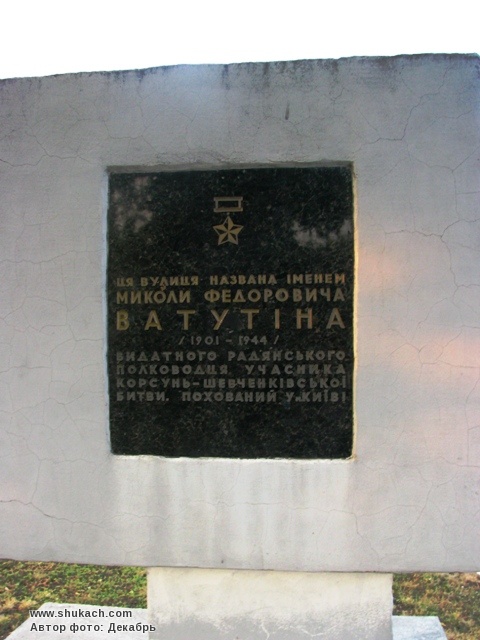 ЦЯ ВУЛИЦЯ НАЗВАНА ІМЕНЕМ
МИКОЛИ ФЕДОРОВИЧА
ВАТУТІНА
/1901 - 1944/
ВИДАТНОГО РАДЯНСЬКОГО
ПОЛКОВОДЦЯ, УЧАСНИКА
КОРСУНЬ-ШЕВЧЕНКІВСЬКОЇ
БИТВИ. ПОХОВАНИЙ У КИЇВІ
www.shukach.com
Автор фото: Декабрь